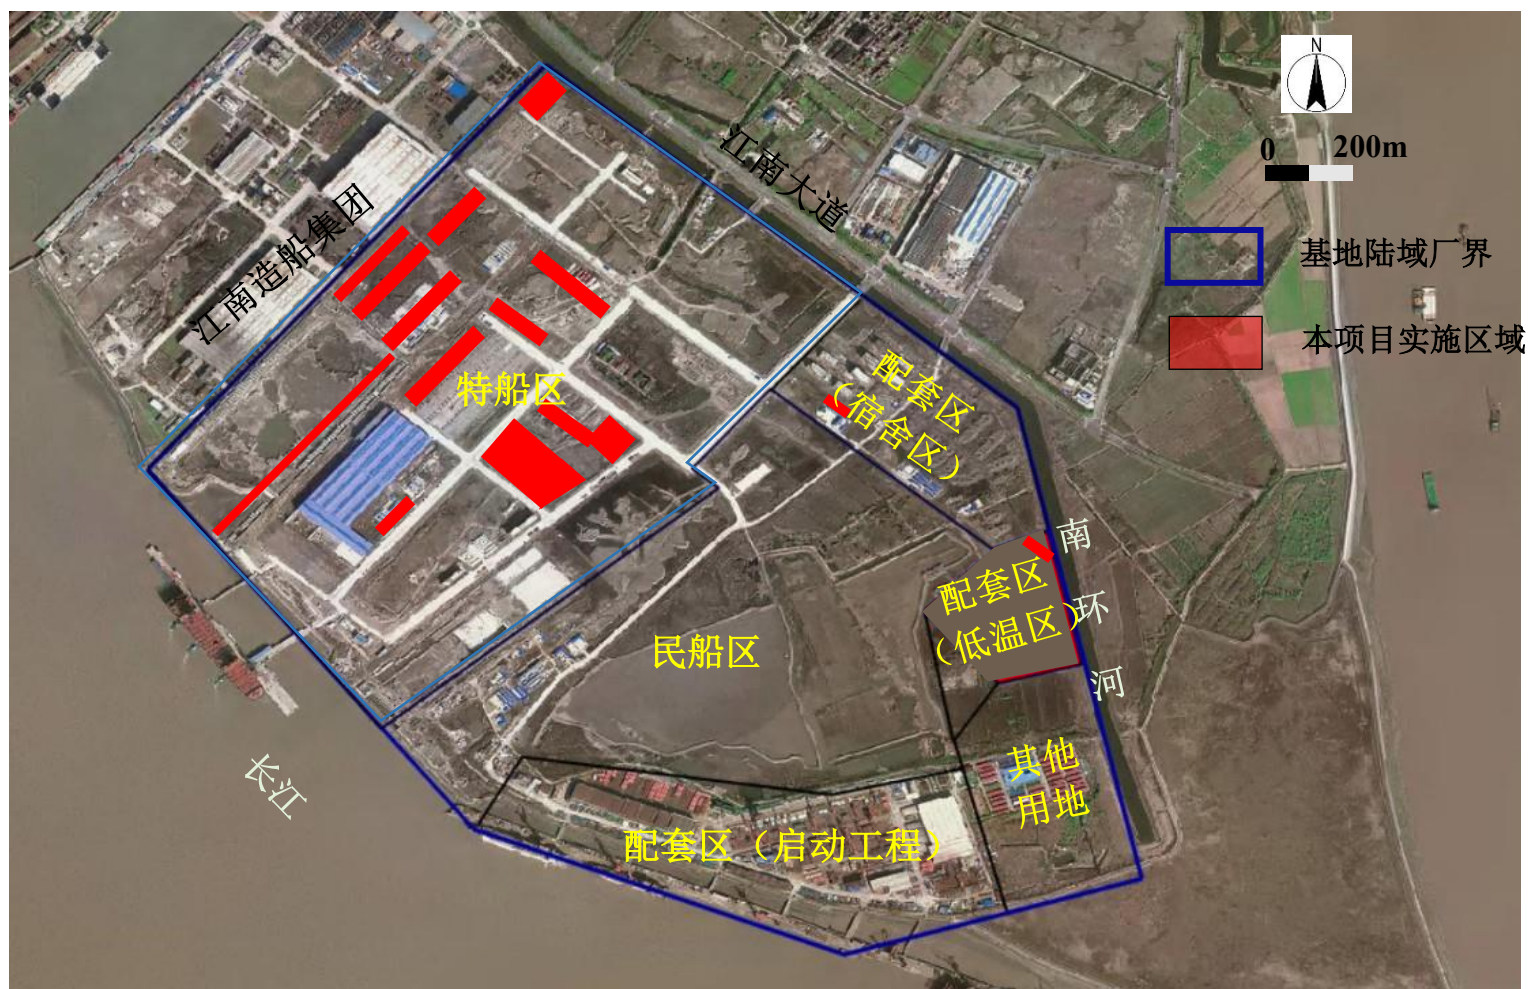 N
0 200m
江南大道
江南造船集团
基地陆域厂界
本项目实施区域
特船区
配套区
（宿舍区）
南环河
配套区
（低温区）
民船区
其他
用地
长江
配套区（启动工程）